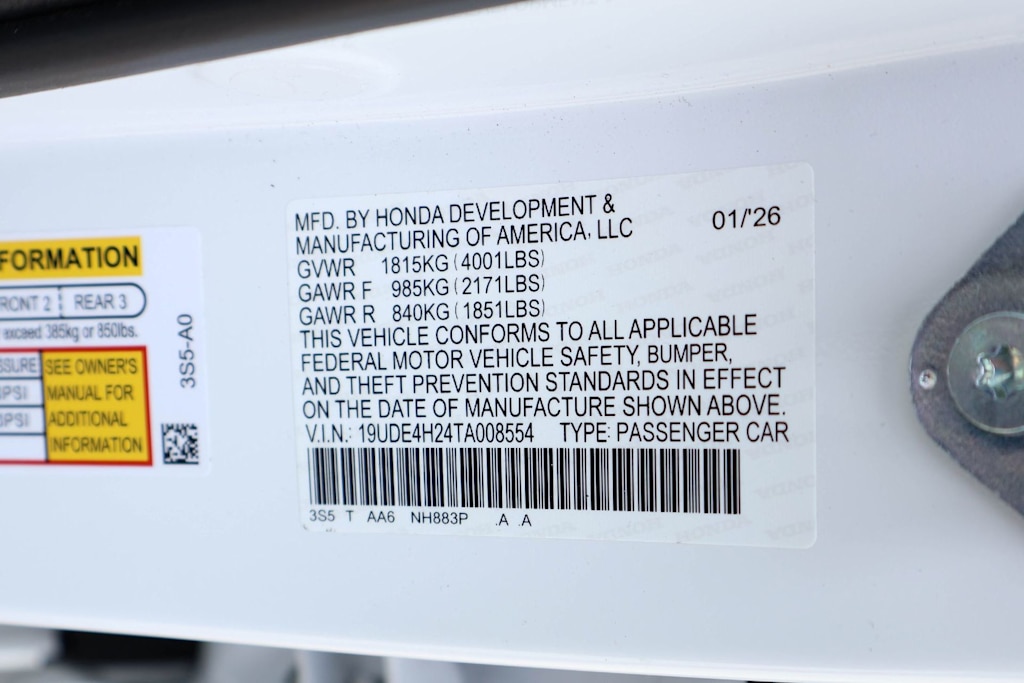 FORMATION
RONT 2 REAR 3
exceed 385kg or 850lbs.
SSURE SEE OWNER'S
PSI MANUAL FOR
PSI ADDITIONAL
INFORMATION
3S5-A0
MFD. BY HONDA DEVELOPMENT &
MANUFACTURING OF AMERICA, LLC 01/'26
GVWR 1815KG (4001LBS)
GAWR F 985KG (2171LBS)
GAWR R 840KG (1851LBS)
THIS VEHICLE CONFORMS TO ALL APPLICABLE
FEDERAL MOTOR VEHICLE SAFETY, BUMPER,
AND THEFT PREVENTION STANDARDS IN EFFECT
ON THE DATE OF MANUFACTURE SHOWN ABOVE.
V.I.N.: 19UDE4H24TA008554 TYPE: PASSENGER CAR
3S5 T AA6 NH883P .A .A